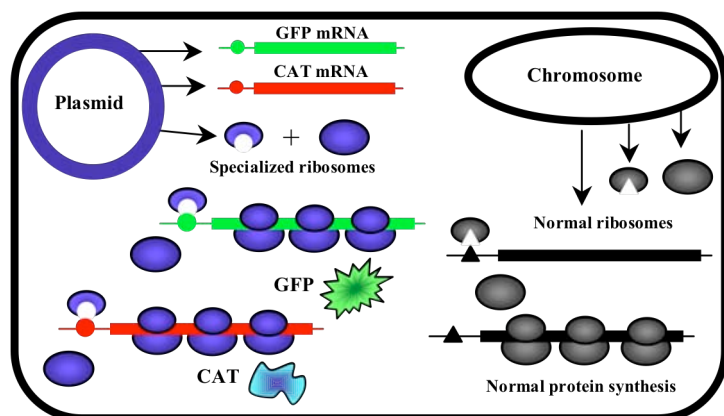 GFP mRNA
CAT mRNA
Plasmid
+
Specialized ribosomes
Chromosome
Normal ribosomes
GFP
CAT
Normal protein synthesis